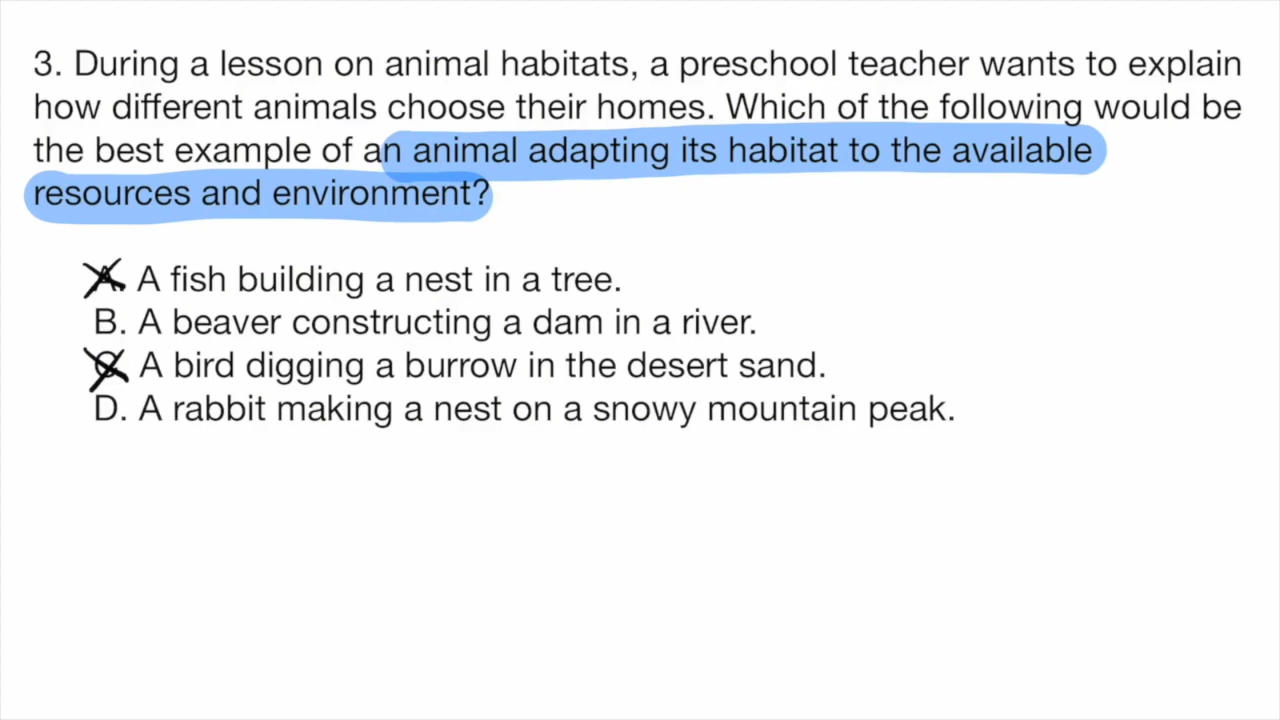 3. During a lesson on animal habitats, a preschool teacher wants to explain
how different animals choose their homes. Which of the following would be
the best example of an animal adapting its habitat to the available
resources and environment?
A. A fish building a nest in a tree.
B. A beaver constructing a dam in a river.
C. A bird digging a burrow in the desert sand.
D. A rabbit making a nest on a snowy mountain peak.